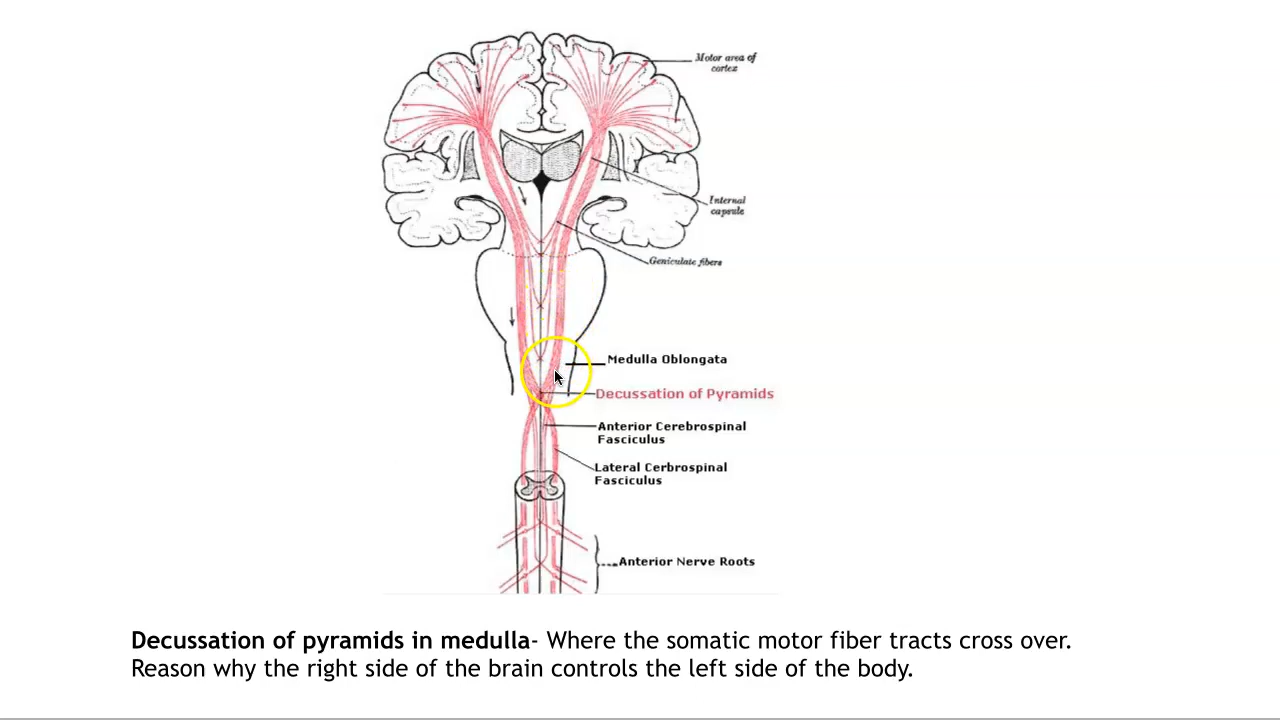 Motor area of
cortex
Internal
capsule
Geniculate fibers
Medulla Oblongata
Decussation of Pyramids
Anterior Cerebrospinal
Fasciculus
Lateral Cerbrospinal
Fasciculus
Anterior Nerve Roots
Decussation of pyramids in medulla- Where the somatic motor fiber tracts cross over.
Reason why the right side of the brain controls the left side of the body.